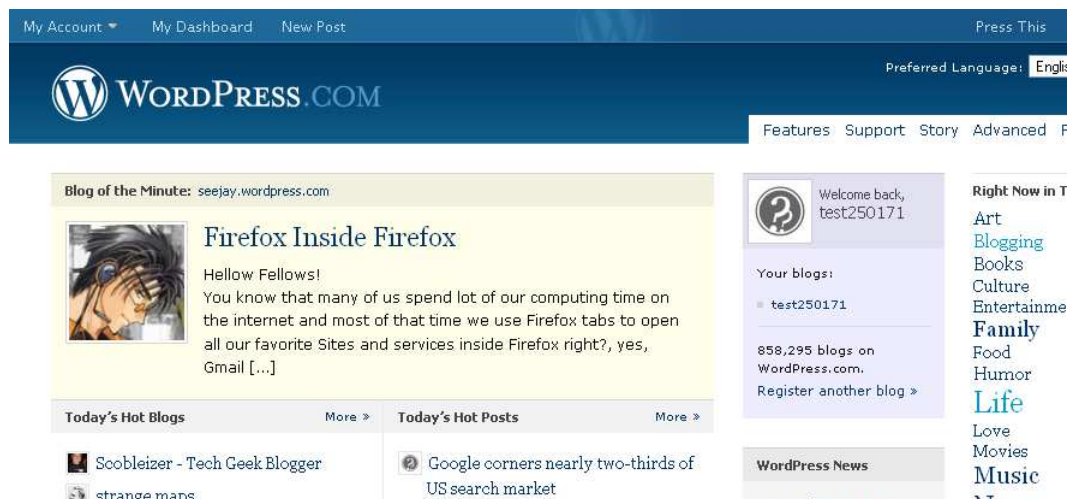 My Account My Dashboard New Post Press This
Preferred Language:
WORDPRESS.COM
Features Support Story Advanced
Blog of the Minute: seejay.wordpress.com
Firefox Inside Firefox
Hellow Fellows!
You know that many of us spend lot of our computing time on
the internet and most of that time we use Firefox tabs to open
all our favorite Sites and services inside Firefox right?, yes,
Gmail [...]
Today's Hot Blogs More »
Scobleizer - Tech Geek Blogger
strange maps
Today's Hot Posts More »
Google corners nearly two-thirds of
US search market
Welcome back,
test250171
Your blogs:
test250171
858,295 blogs on
WordPress.com.
Register another blog »
WordPress News
Right Now in
Art
Blogging
Books
Culture
Family
Food
Humor
Life
Love
Movies
Music